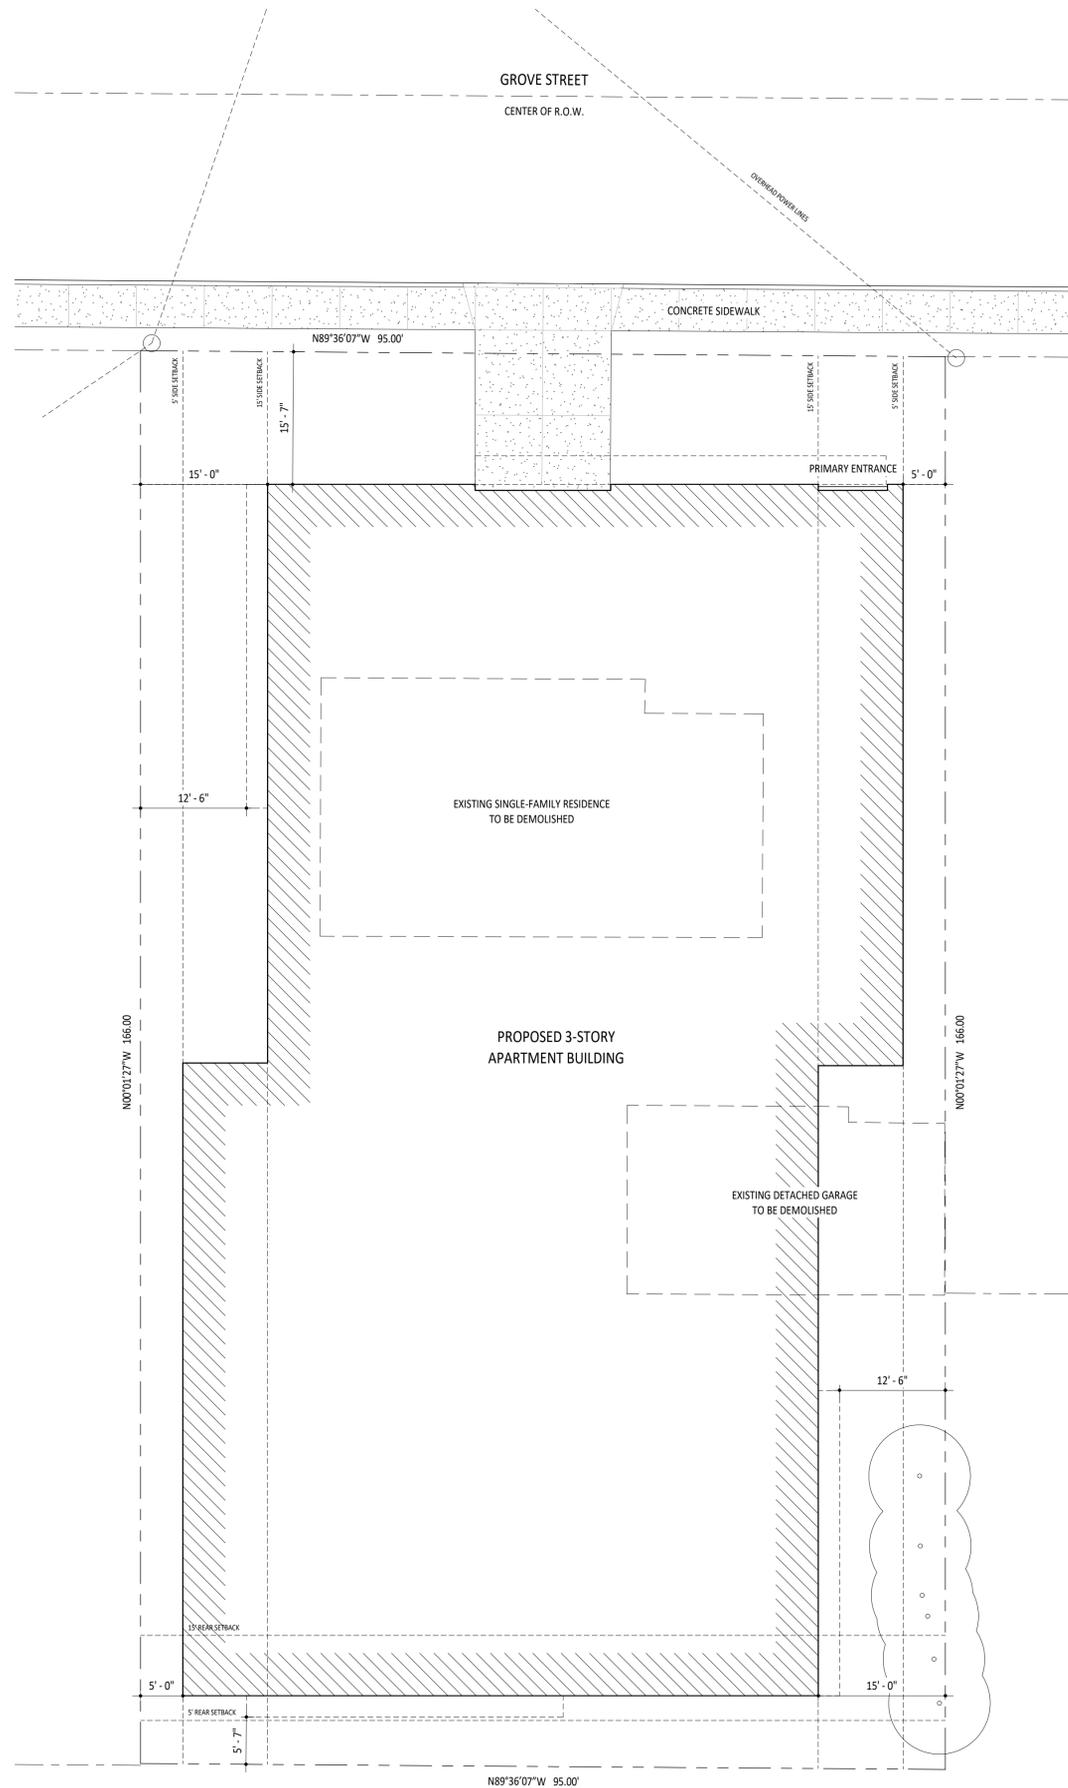 GROVE STREET
CENTER OF R.O.W.
OVERHEAD POWER LINES
CONCRETE SIDEWALK
N89°36'07"W 95.00'
5' SIDE SETBACK
15' SIDE SETBACK
15' - 7"
15' SIDE SETBACK
5' SIDE SETBACK
PRIMARY ENTRANCE
15' - 0"
5' - 0"
12' - 6"
EXISTING SINGLE-FAMILY RESIDENCE
TO BE DEMOLISHED
N00°01'27"W 166.00
PROPOSED 3-STORY
APARTMENT BUILDING
N00°01'27"W 166.00
EXISTING DETACHED GARAGE
TO BE DEMOLISHED
12' - 6"
15' REAR SETBACK
5' - 0"
15' - 0"
5' REAR SETBACK
5' - 7"
N89°36'07"W 95.00'